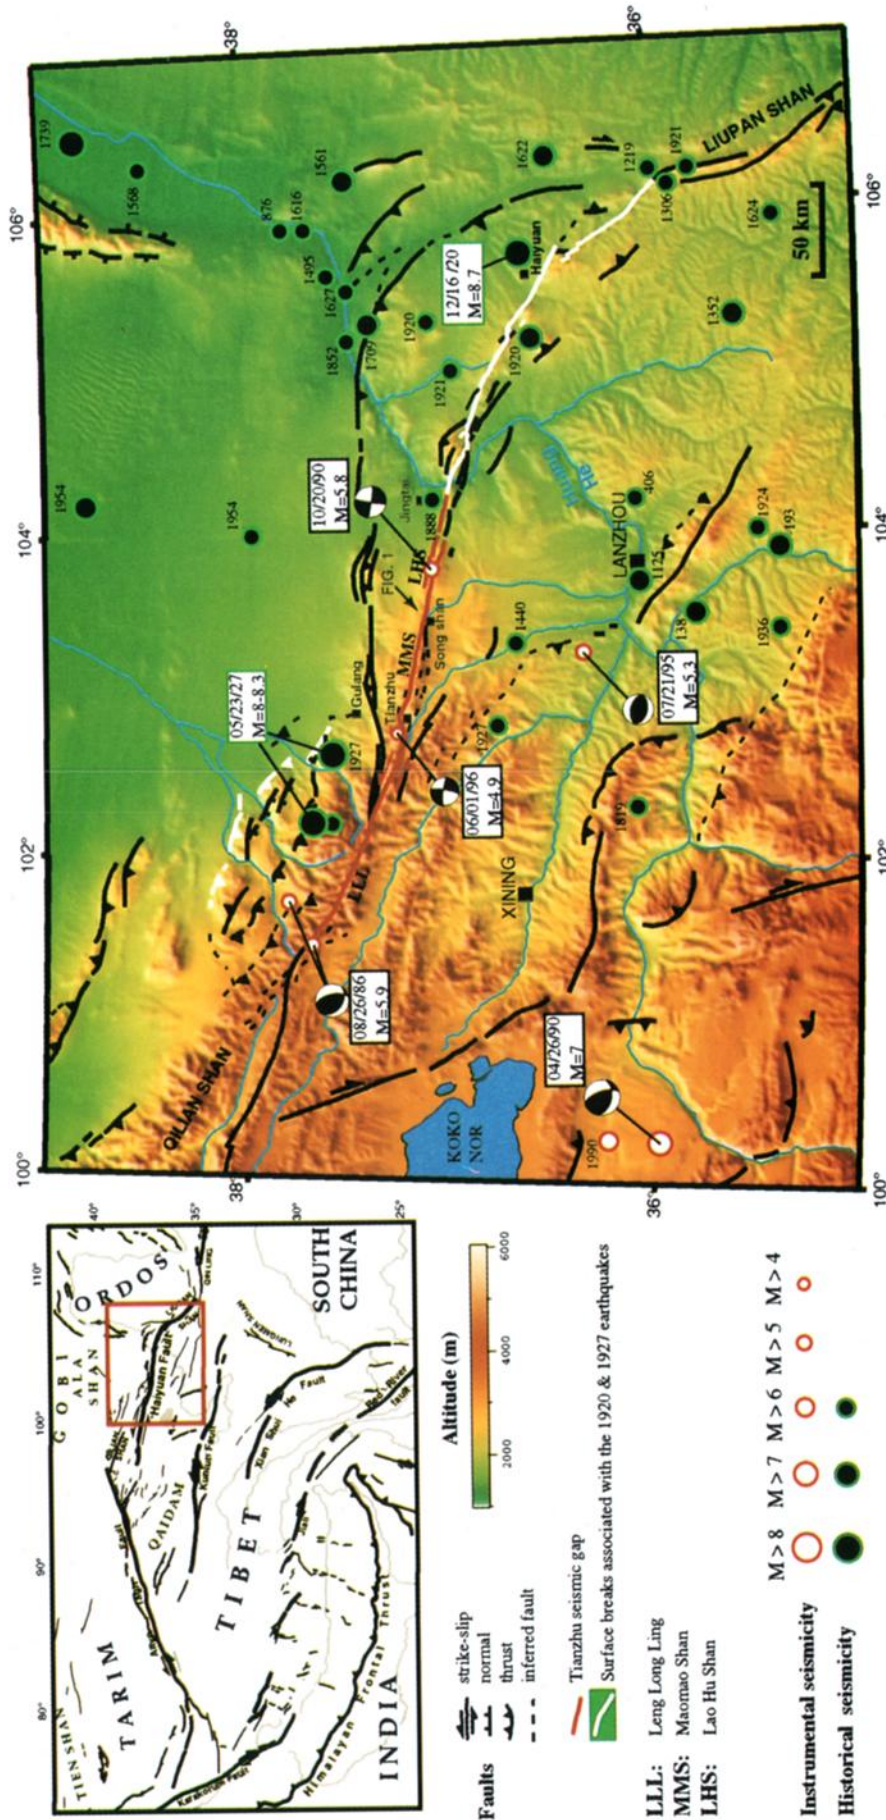 80°
90°
100°
110°
40°
35°
30°
25°
TIEN SHAN
TARIM
GOBI
ALA
SHAN
ORDOS
QAIDAM
Haiyuan Fault
Kunlun Fault
TIBET
Xian Shui He Fault
LUNGMEN SHAN
SOUTH
CHINA
Red River
fault
Karakorum Fault
Himalayan Frontal Thrust
INDIA
Faults
strike-slip
normal
thrust
inferred fault
Tianzhu seismic gap
Surface breaks associated with the 1920 & 1927 earthquakes
LLL: Leng Long Ling
MMS: Maomao Shan
LHS: Lao Hu Shan
Altitude (m)
2000
4000
6000
M > 8 M > 7 M > 6 M > 5 M > 4
Instrumental seismicity
Historical seismicity
100°
102°
104°
106°
38°
36°
38°
36°
100°
102°
104°
106°
QILIAN SHAN
08/26/86
M=5.9
LLL
05/23/27
M=8-8.3
1927
Gulang
Tianzhu
MMS
FIG. 1
LHS
Song shan
10/20/90
M=5.8
Jingtai
1888
06/01/96
M=4.9
1927
1440
KOKO
NOR
XINING
04/26/90
M=7
1990
1819
07/21/95
M=5.3
LANZHOU
1125
406
138
1924
193
1936
Huang
He
1954
1954
1739
1568
876
1616
1561
1495
1627
1852
1709
1920
1921
1920
12/16/20
M=8.7
Haiyuan
1622
1219
1921
1306
1624
1352
LIUPAN SHAN
50 km